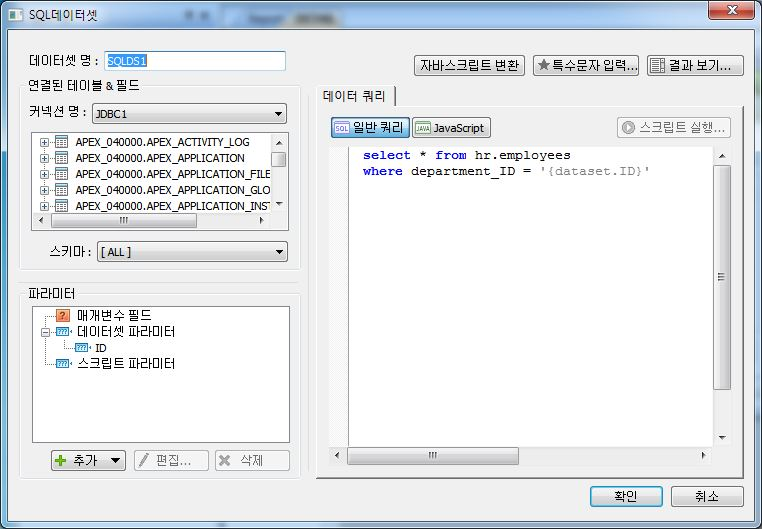 SQL데이터셋
데이터셋 명 : SQLDS1
자바스크립트 변환
특수문자 입력...
결과 보기...
연결된 테이블 & 필드
커넥션 명 : JDBC1
APEX_040000.APEX_ACTIVITY_LOG
APEX_040000.APEX_APPLICATION
APEX_040000.APEX_APPLICATION_FILE
APEX_040000.APEX_APPLICATION_GLO
APEX_040000.APEX_APPLICATION_INST
스키마 : [ ALL ]
파라미터
매개변수 필드
데이터셋 파라미터
ID
스크립트 파라미터
추가
편집...
삭제
데이터 쿼리
SQL 일반 쿼리
JAVA JavaScript
스크립트 실행...
select * from hr.employees
where department_ID = '{dataset.ID}'
확인
취소